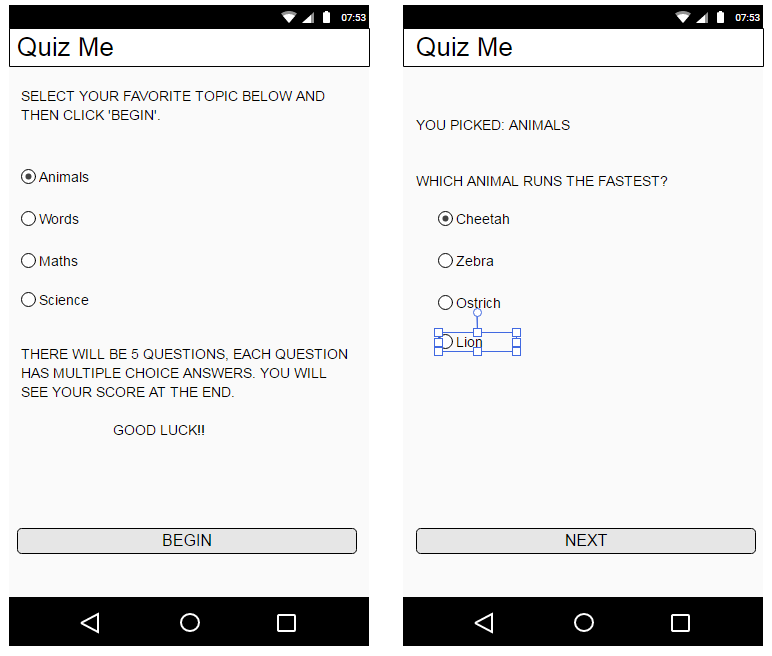 07:53
Quiz Me
SELECT YOUR FAVORITE TOPIC BELOW AND
THEN CLICK 'BEGIN'.
Animals
Words
Maths
Science
THERE WILL BE 5 QUESTIONS, EACH QUESTION
HAS MULTIPLE CHOICE ANSWERS. YOU WILL
SEE YOUR SCORE AT THE END.
GOOD LUCK!!
BEGIN
07:53
Quiz Me
YOU PICKED: ANIMALS
WHICH ANIMAL RUNS THE FASTEST?
Cheetah
Zebra
Ostrich
Lion
NEXT